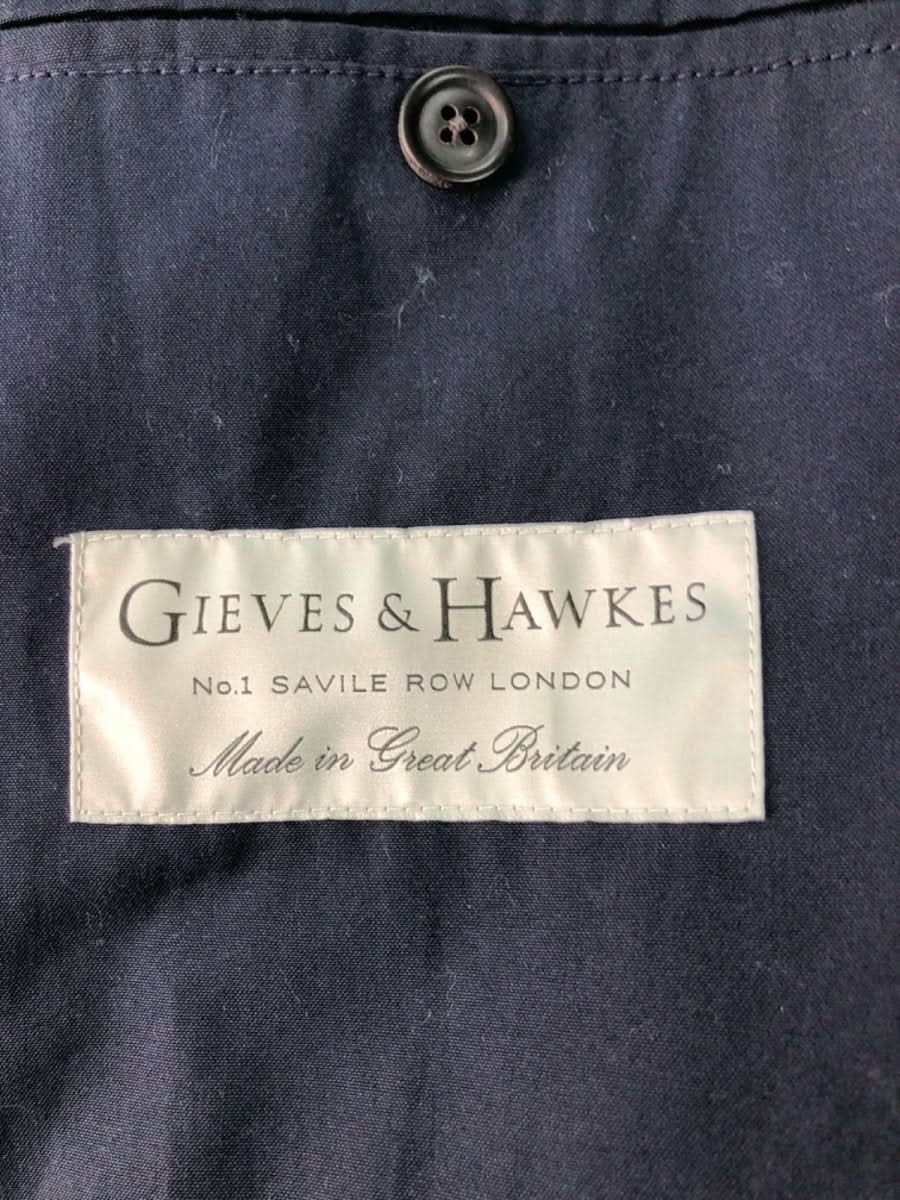 GIEVES & HAWKES
No.1 SAVILE ROW LONDON
Made in Great Britain